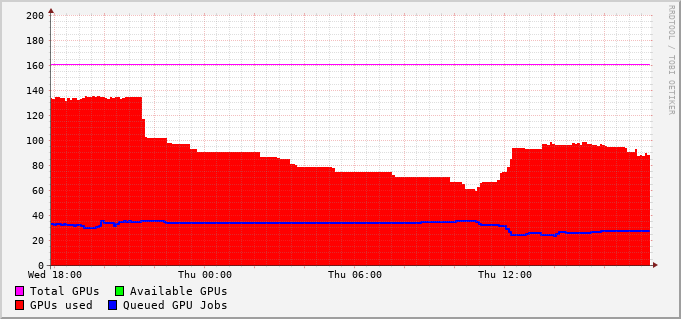 200
180
160
140
120
100
80
60
40
20
0
Wed 18:00 Thu 00:00 Thu 06:00 Thu 12:00
Total GPUs Available GPUs
GPUs used Queued GPU Jobs
RRDTOOL / TOBI OETIKER